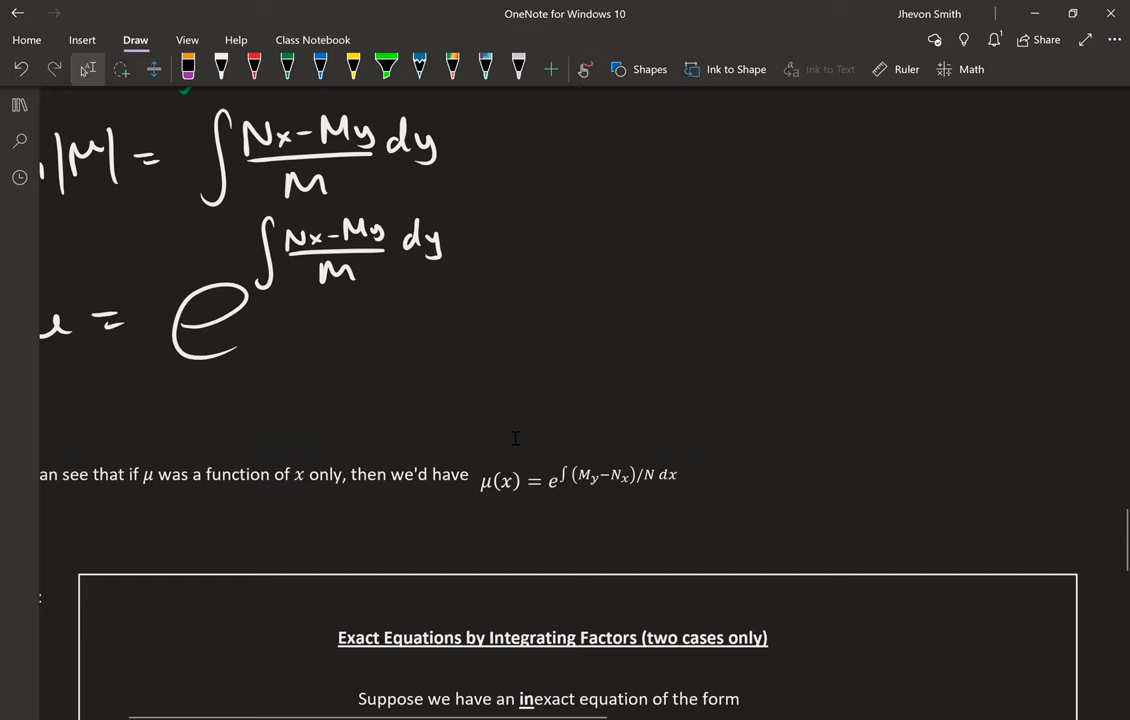 OneNote for Windows 10
Jhevon Smith
Home Insert Draw View Help Class Notebook
1
Share
Shapes Ink to Shape Ink to Text Ruler Math
|μ| = ∫ (Nx - My)/M dy
= e^∫ (Nx - My)/M dy
an see that if μ was a function of x only, then we'd have μ(x) = e^∫ (My−Nx)/N dx
:
Exact Equations by Integrating Factors (two cases only)
Suppose we have an inexact equation of the form